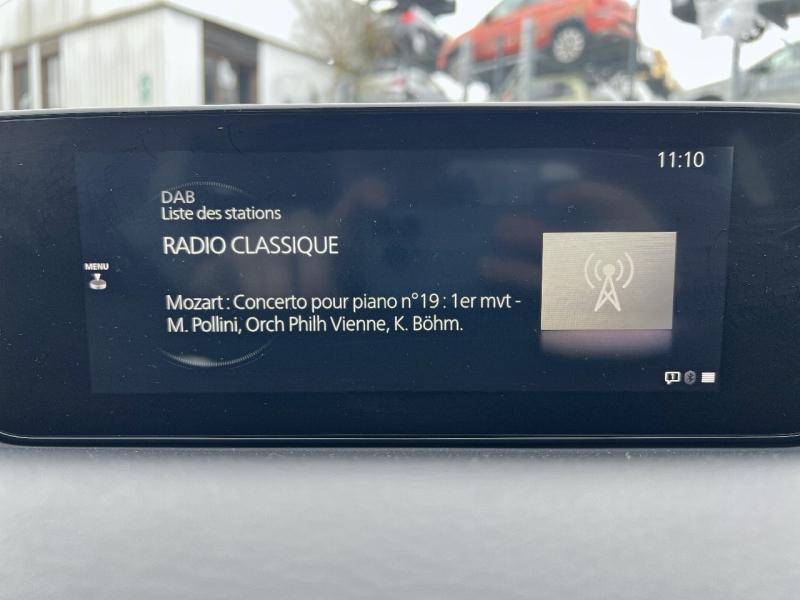 11:10
DAB
Liste des stations
RADIO CLASSIQUE
MENU
Mozart : Concerto pour piano n°19 : 1er mvt -
M. Pollini, Orch Philh Vienne, K. Böhm.